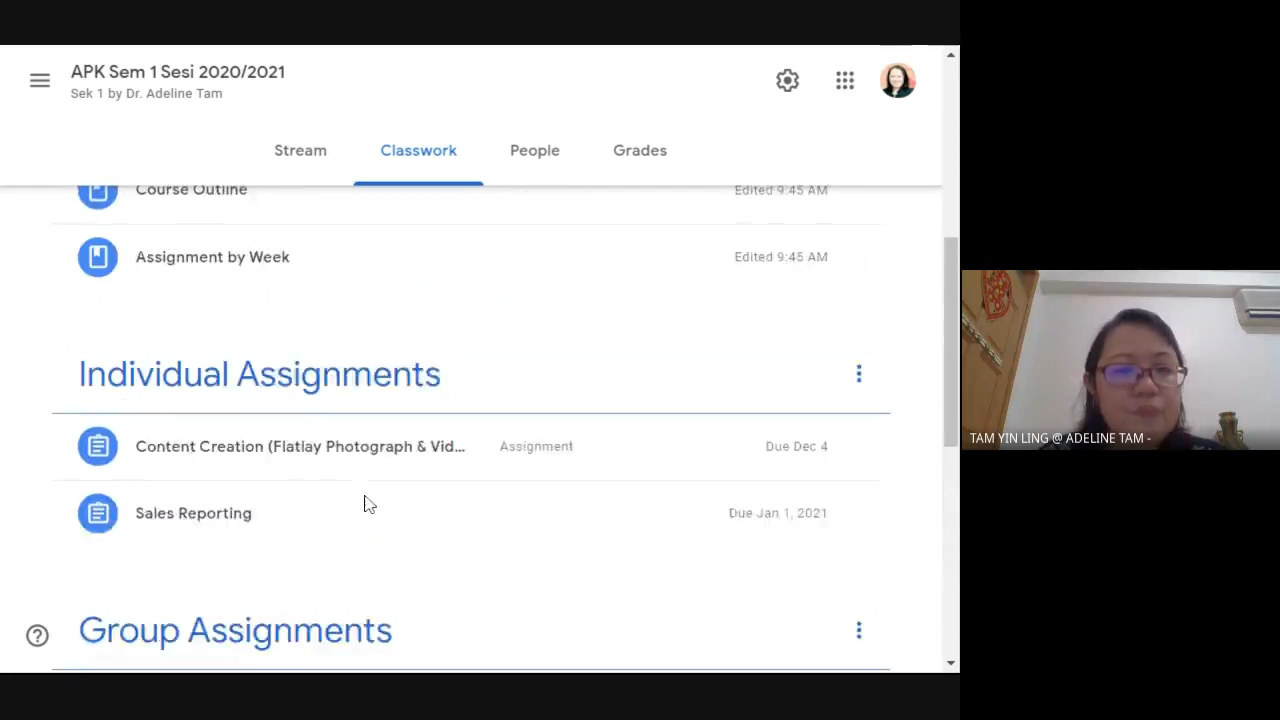 APK Sem 1 Sesi 2020/2021
Sek 1 by Dr. Adeline Tam
Stream
Classwork
People
Grades
Course Outline
Edited 9:45 AM
Assignment by Week
Edited 9:45 AM
Individual Assignments
Content Creation (Flatlay Photograph & Vid...
Assignment
Due Dec 4
Sales Reporting
Due Jan 1, 2021
Group Assignments
TAM YIN LING @ ADELINE TAM -